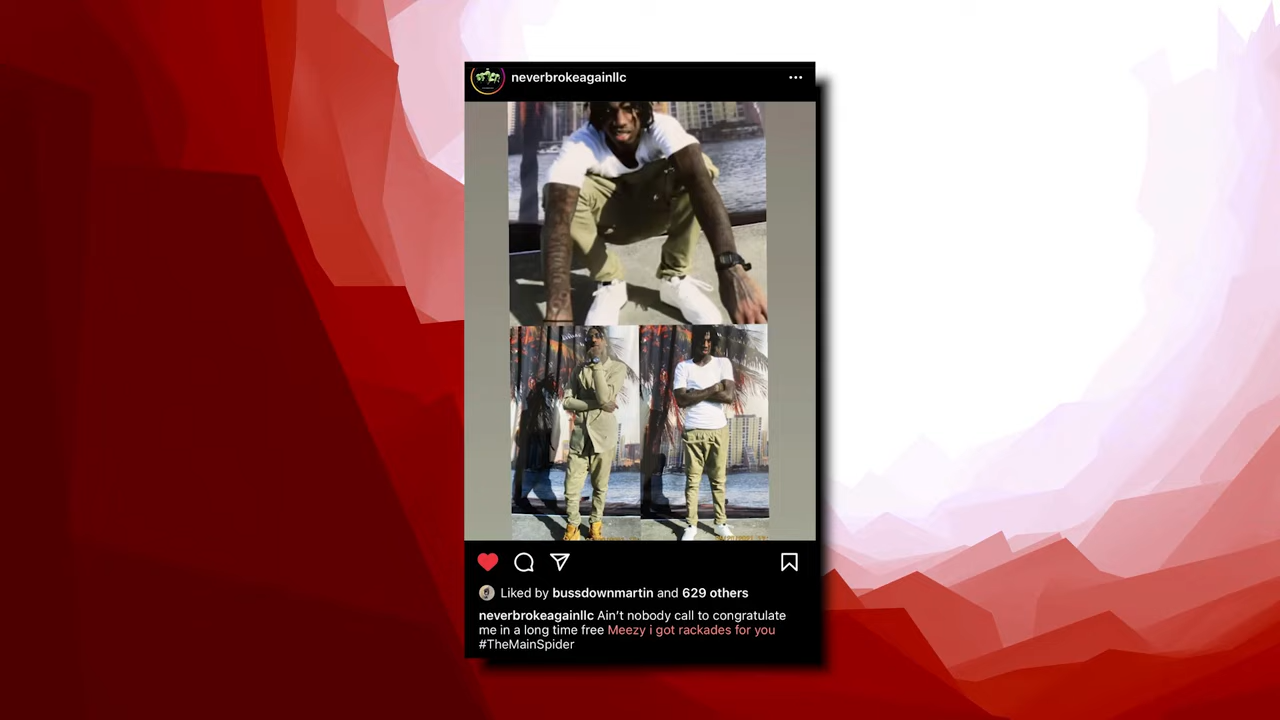 neverbrokeagainllc
Liked by bussdownmartin and 629 others
neverbrokeagainllc Ain't nobody call to congratulate
me in a long time free Meezy i got rackades for you
#TheMainSpider